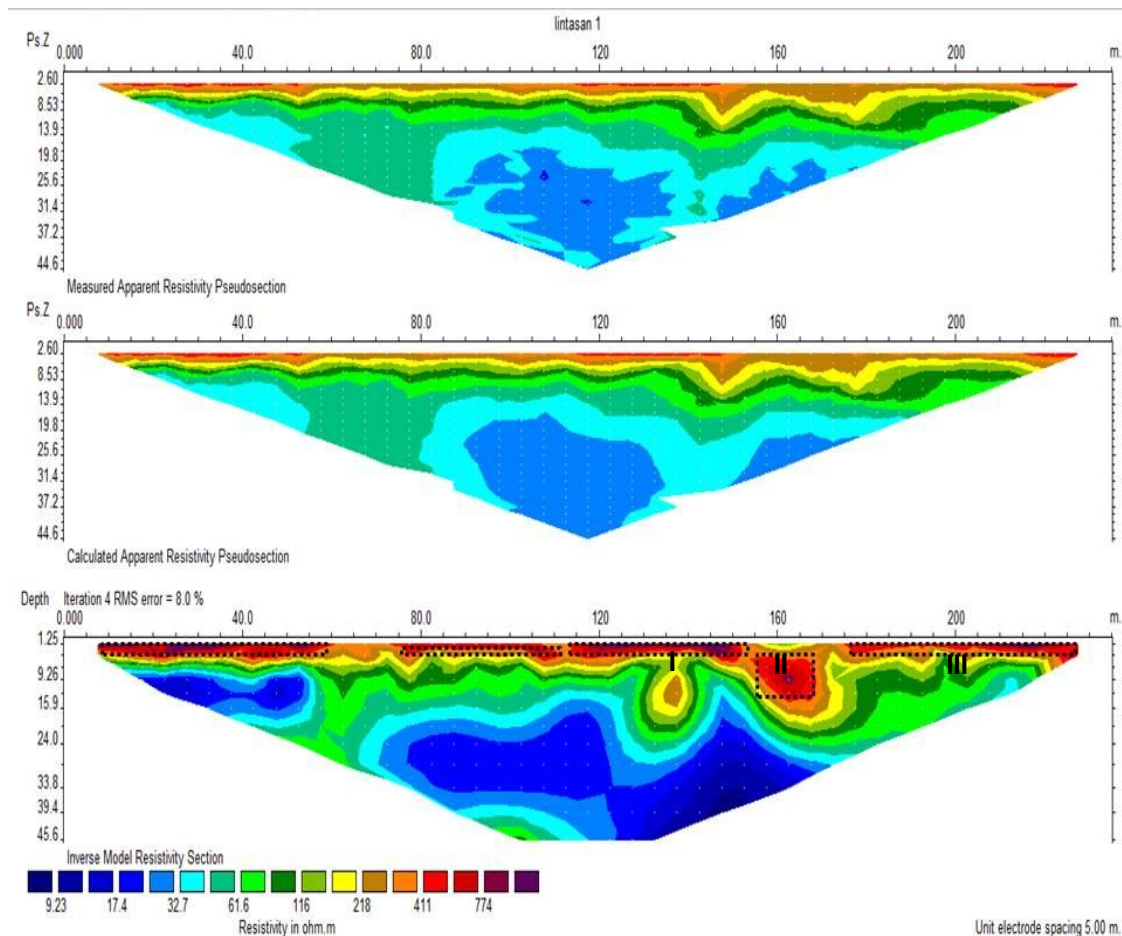 lintasan 1
Ps.Z 0.000 40.0 80.0 120 160 200 m.
2.60
8.53
13.9
19.8
25.6
31.4
37.2
44.6
Measured Apparent Resistivity Pseudosection
Ps.Z 0.000 40.0 80.0 120 160 200 m.
2.60
8.53
13.9
19.8
25.6
31.4
37.2
44.6
Calculated Apparent Resistivity Pseudosection
Depth Iteration 4 RMS error = 8.0 %
0.000 40.0 80.0 120 160 200 m.
1.25
I II III
9.26
15.9
24.0
33.8
39.4
45.6
Inverse Model Resistivity Section
9.23 17.4 32.7 61.6 116 218 411 774
Resistivity in ohm.m
Unit electrode spacing 5.00 m.